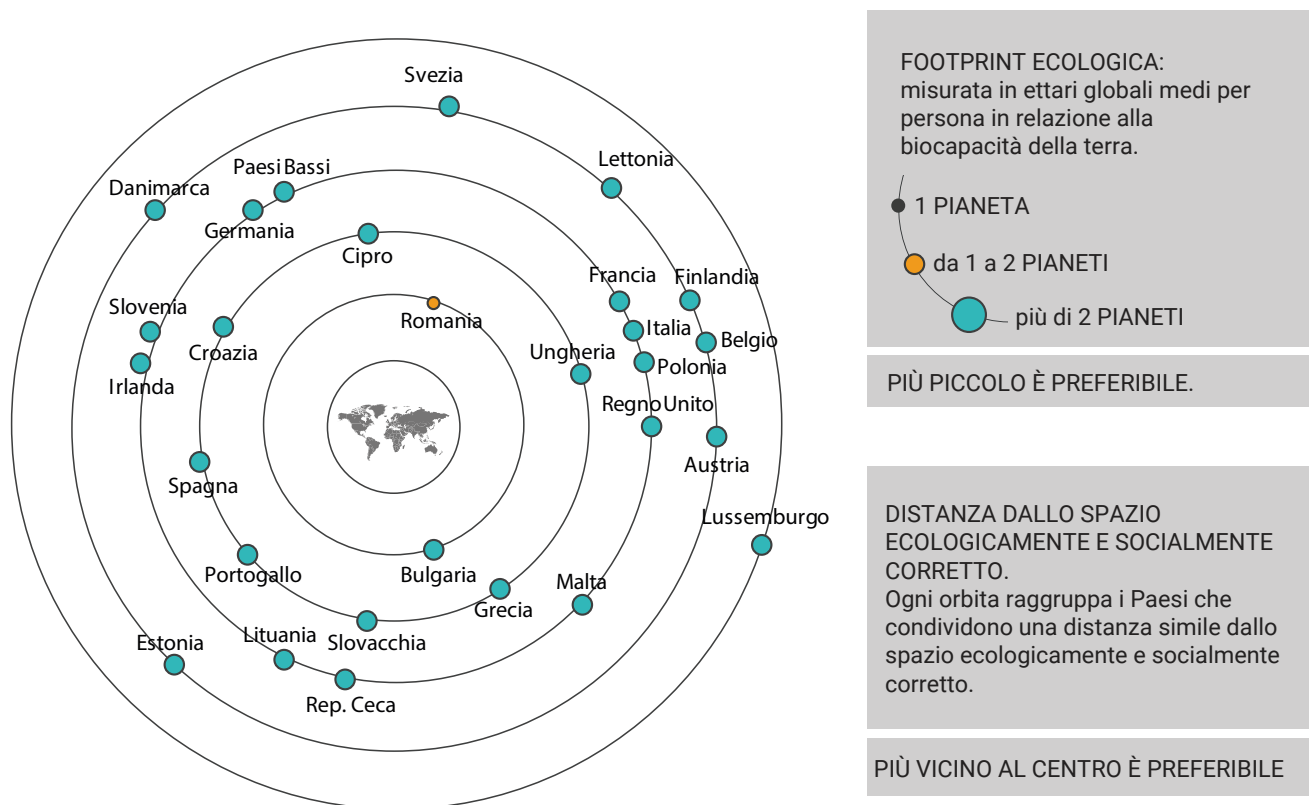 Svezia
Lettonia
Paesi Bassi
Danimarca
Germania
Cipro
Francia
Finlandia
Slovenia
Romania
Italia
Belgio
Croazia
Ungheria
Polonia
Irlanda
Regno Unito
Austria
Spagna
Lussemburgo
Portogallo
Bulgaria
Malta
Grecia
Estonia
Lituania
Slovacchia
Rep. Ceca
FOOTPRINT ECOLOGICA:
misurata in ettari globali medi per
persona in relazione alla
biocapacità della terra.
1 PIANETA
da 1 a 2 PIANETI
più di 2 PIANETI
PIÙ PICCOLO È PREFERIBILE.
DISTANZA DALLO SPAZIO
ECOLOGICAMENTE E SOCIALMENTE
CORRETTO.
Ogni orbita raggruppa i Paesi che
condividono una distanza simile dallo
spazio ecologicamente e socialmente
corretto.
PIÙ VICINO AL CENTRO È PREFERIBILE